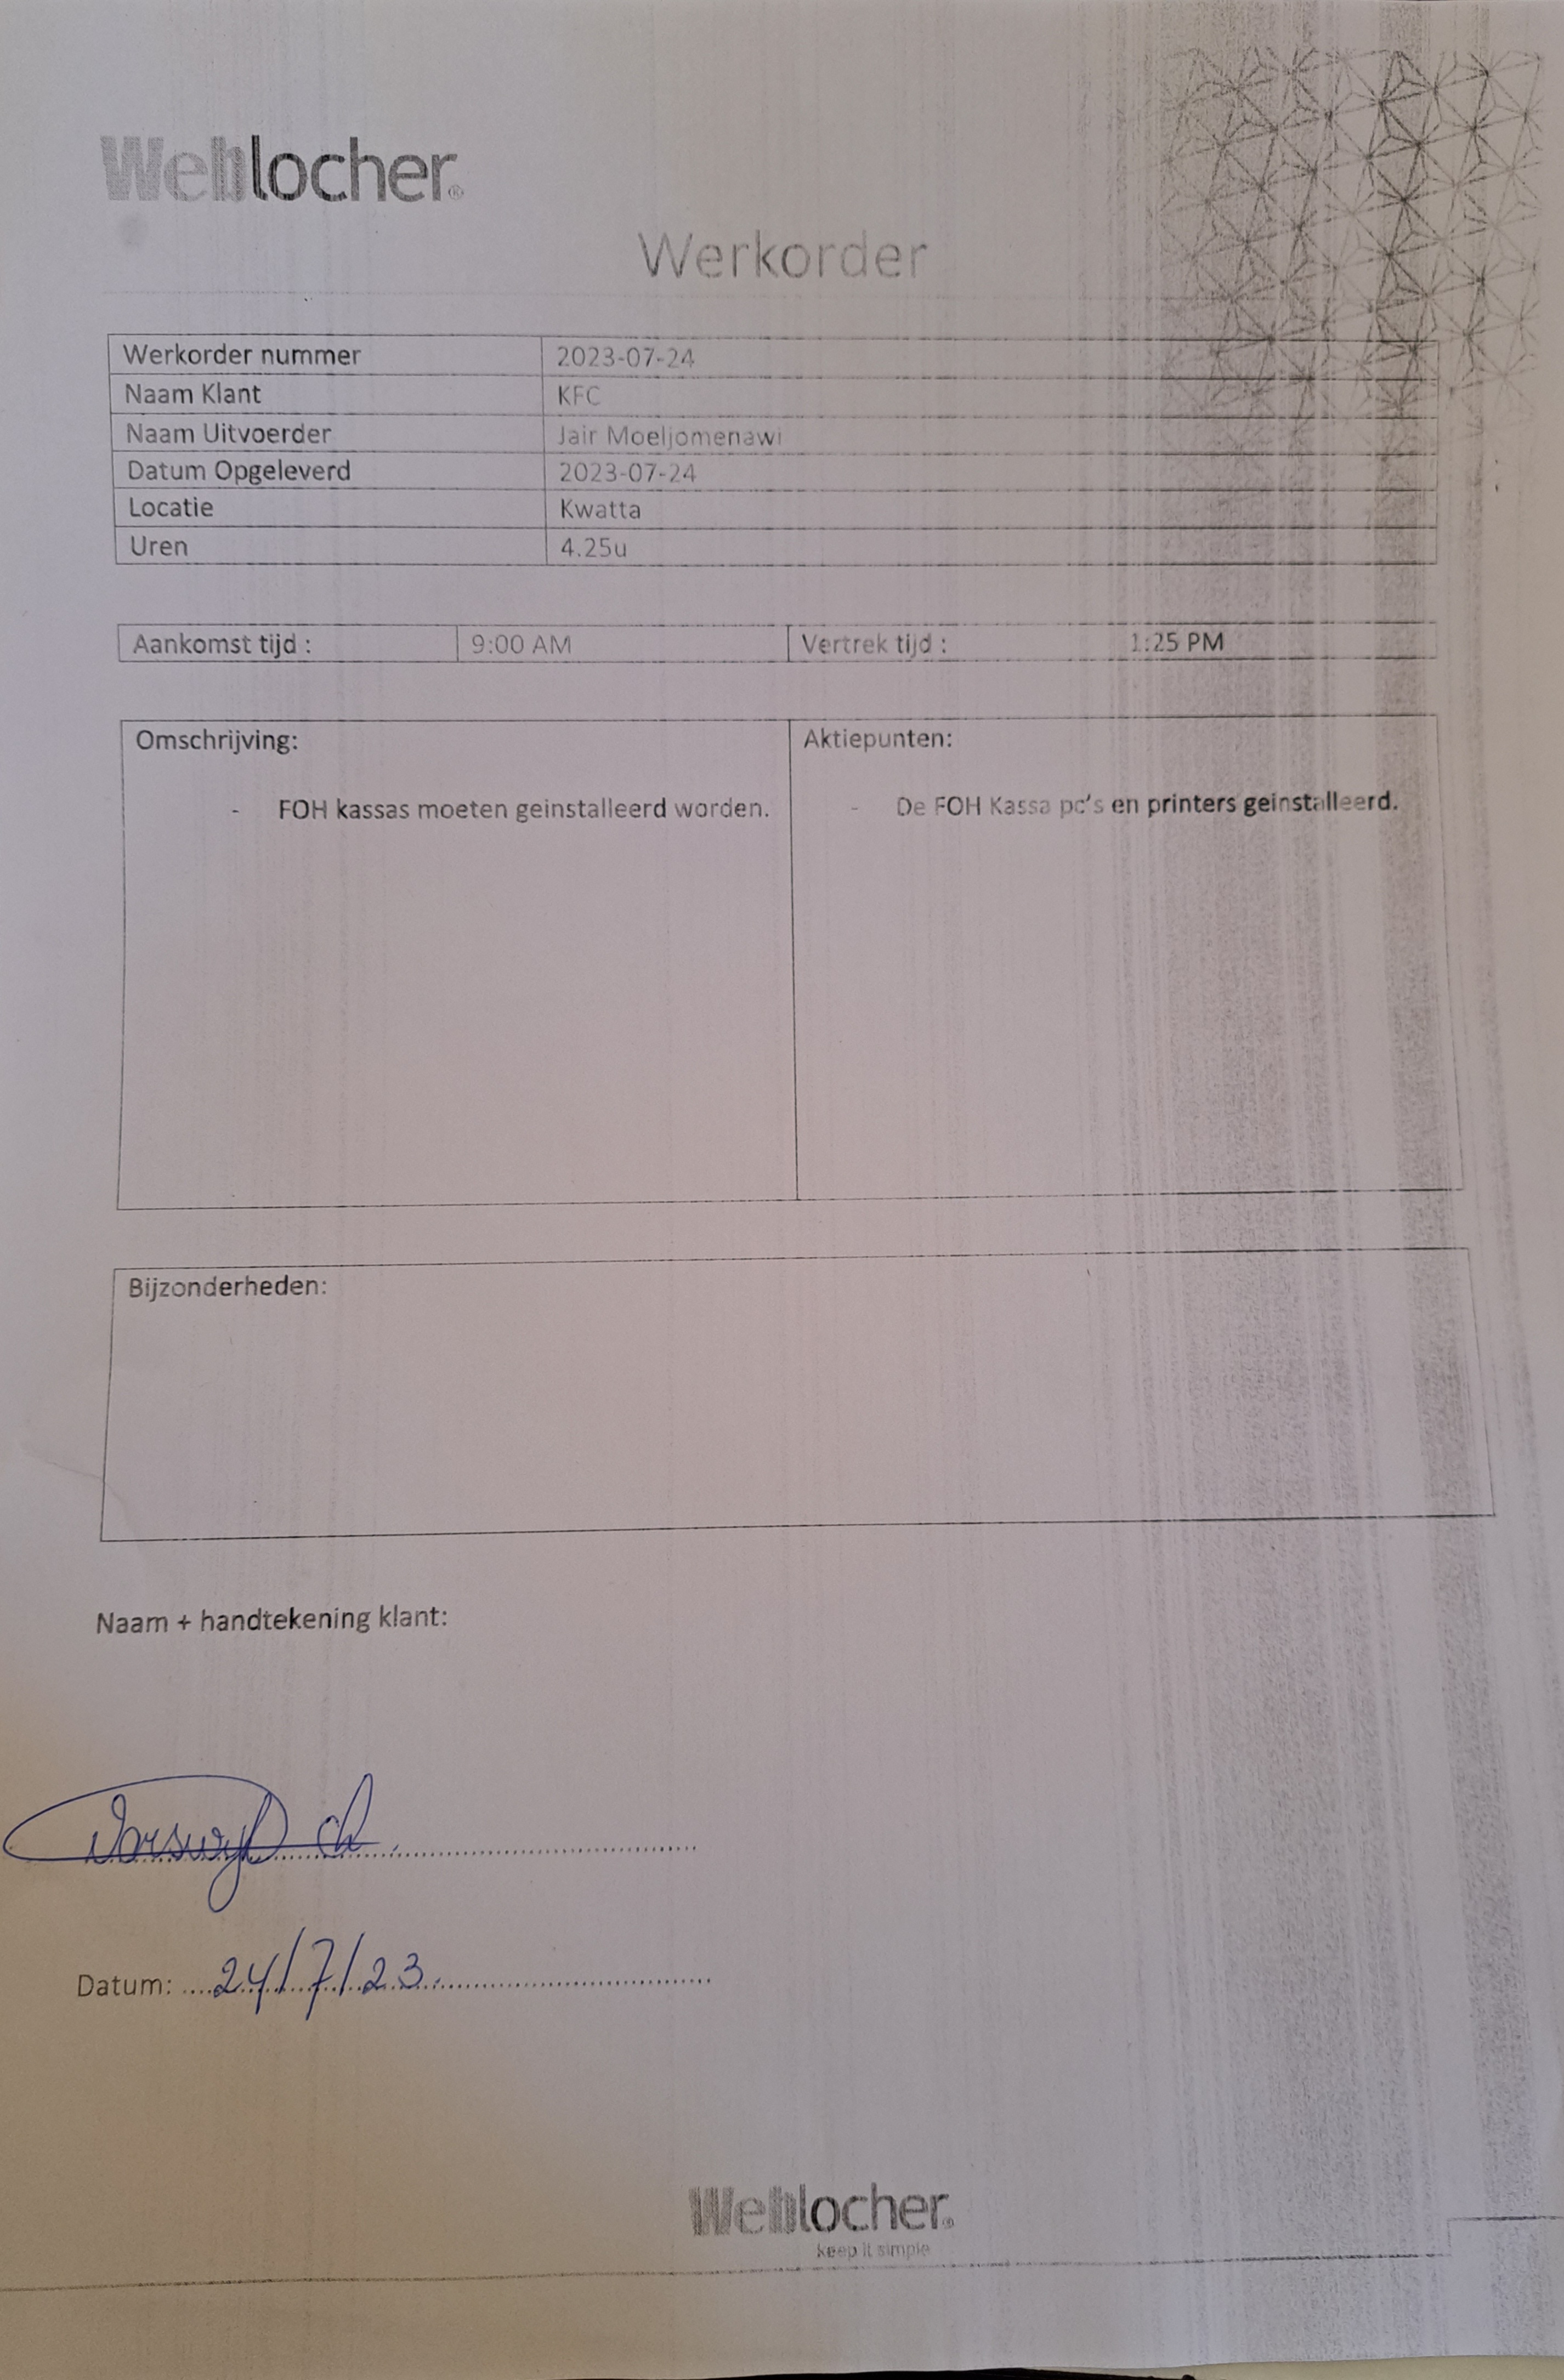 Weblocher®
Werkorder
Werkorder nummer 2023-07-24
Naam Klant KFC
Naam Uitvoerder Jair Moeljomenawi
Datum Opgeleverd 2023-07-24
Locatie Kwatta
Uren 4.25u
Aankomst tijd : 9:00 AM Vertrek tijd : 1:25 PM
Omschrijving: Aktiepunten:
- FOH kassas moeten geinstalleerd worden. - De FOH Kassa pc's en printers geinstalleerd.
Bijzonderheden:
Naam + handtekening klant:
Datum: 24/7/23
Weblocher®
keep it simple